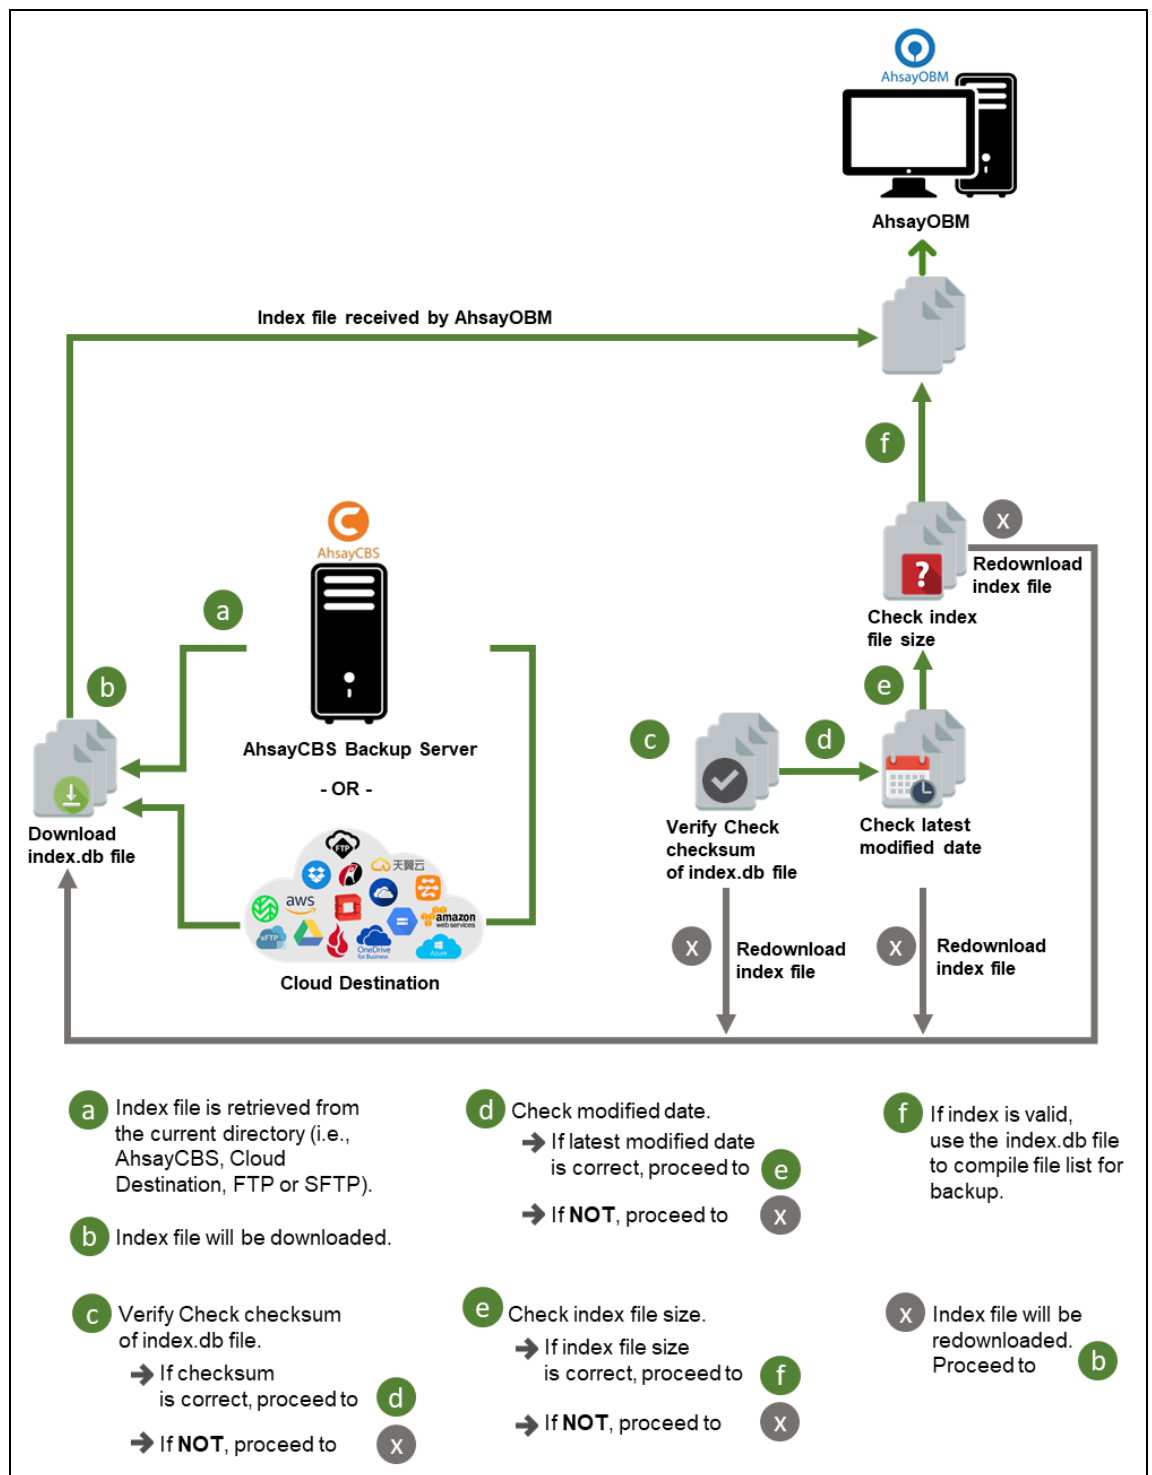 AhsayOBM
AhsayOBM
Index file received by AhsayOBM
f
x
Redownload
index file
?
Check index
file size
AhsayCBS
a
b
e
c
d
AhsayCBS Backup Server
- OR -
Download
index.db file
Verify Check
checksum
of index.db file
Check latest
modified date
FTP
天翼云
aws
amazon
web services
sFTP
OneDrive
for Business
Azure
Cloud Destination
x
Redownload
index file
x
Redownload
index file
a
Index file is retrieved from
the current directory (i.e.,
AhsayCBS, Cloud
Destination, FTP or SFTP).
b
Index file will be downloaded.
c
Verify Check checksum
of index.db file.
If checksum
is correct, proceed to d
If NOT, proceed to x
d
Check modified date.
If latest modified date
is correct, proceed to e
If NOT, proceed to x
e
Check index file size.
If index file size
is correct, proceed to f
If NOT, proceed to x
f
If index is valid,
use the index.db file
to compile file list for
backup.
x
Index file will be
redownloaded.
Proceed to b